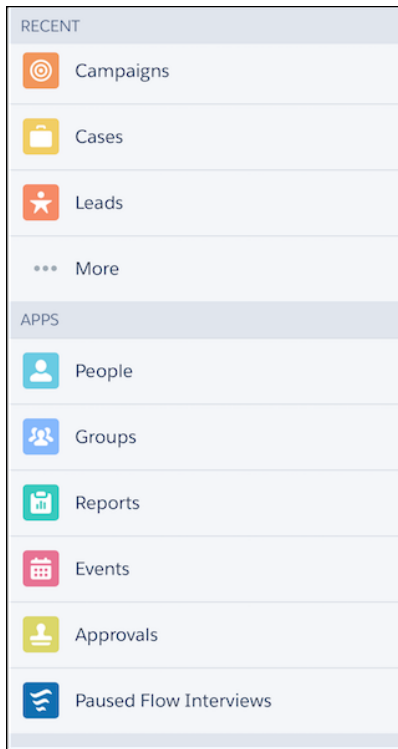 RECENT
Campaigns
Cases
Leads
More
APPS
People
Groups
Reports
Events
Approvals
Paused Flow Interviews